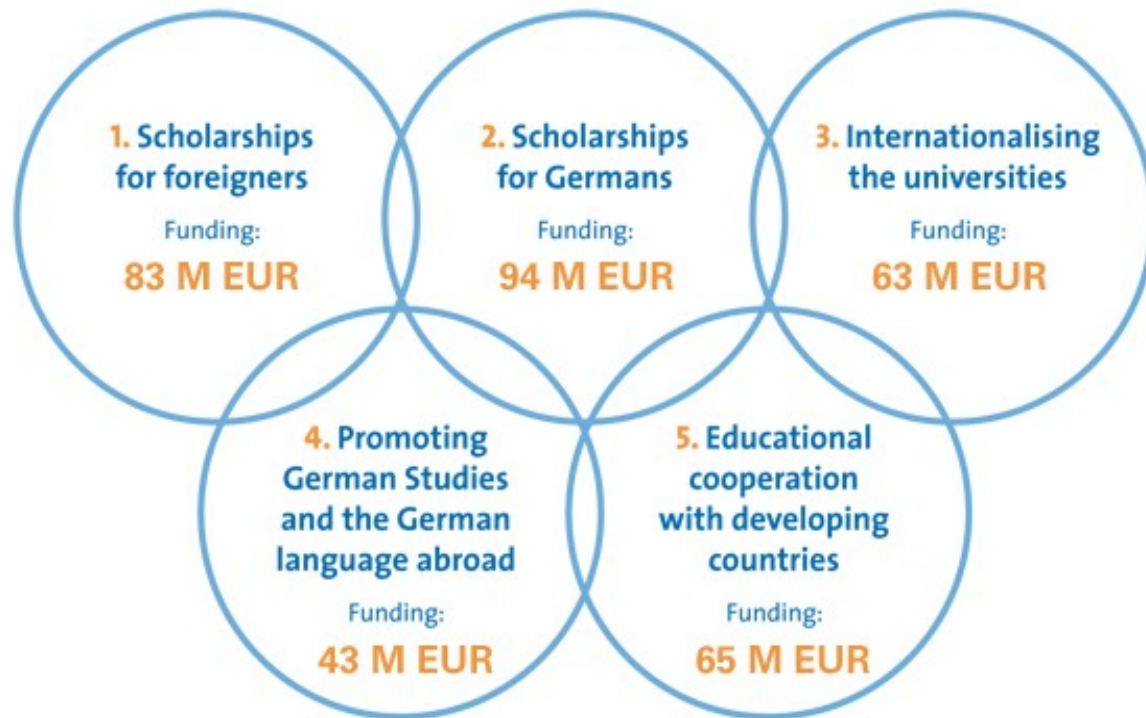 1. Scholarships
for foreigners
Funding:
83 M EUR
2. Scholarships
for Germans
Funding:
94 M EUR
3. Internationalising
the universities
Funding:
63 M EUR
4. Promoting
German Studies
and the German
language abroad
Funding:
43 M EUR
5. Educational
cooperation
with developing
countries
Funding:
65 M EUR